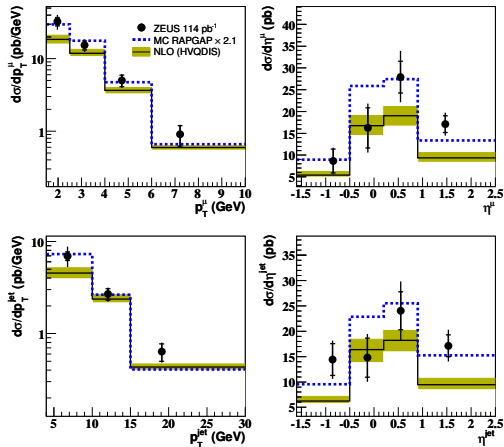 dσ/dp_T^μ (pb/GeV)
10
1
ZEUS 114 pb⁻¹
MC RAPGAP × 2.1
NLO (HVQDIS)
2 3 4 5 6 7 8 9 10
p_T^μ (GeV)
dσ/dη^μ (pb)
40
35
30
25
20
15
10
5
-1.5 -1 -0.5 0 0.5 1 1.5 2 2.5
η^μ
dσ/dp_T^jet (pb/GeV)
10
1
5 10 15 20 25 30
p_T^jet (GeV)
dσ/dη^jet (pb)
35
30
25
20
15
10
5
-1.5 -1 -0.5 0 0.5 1 1.5 2 2.5
η^jet